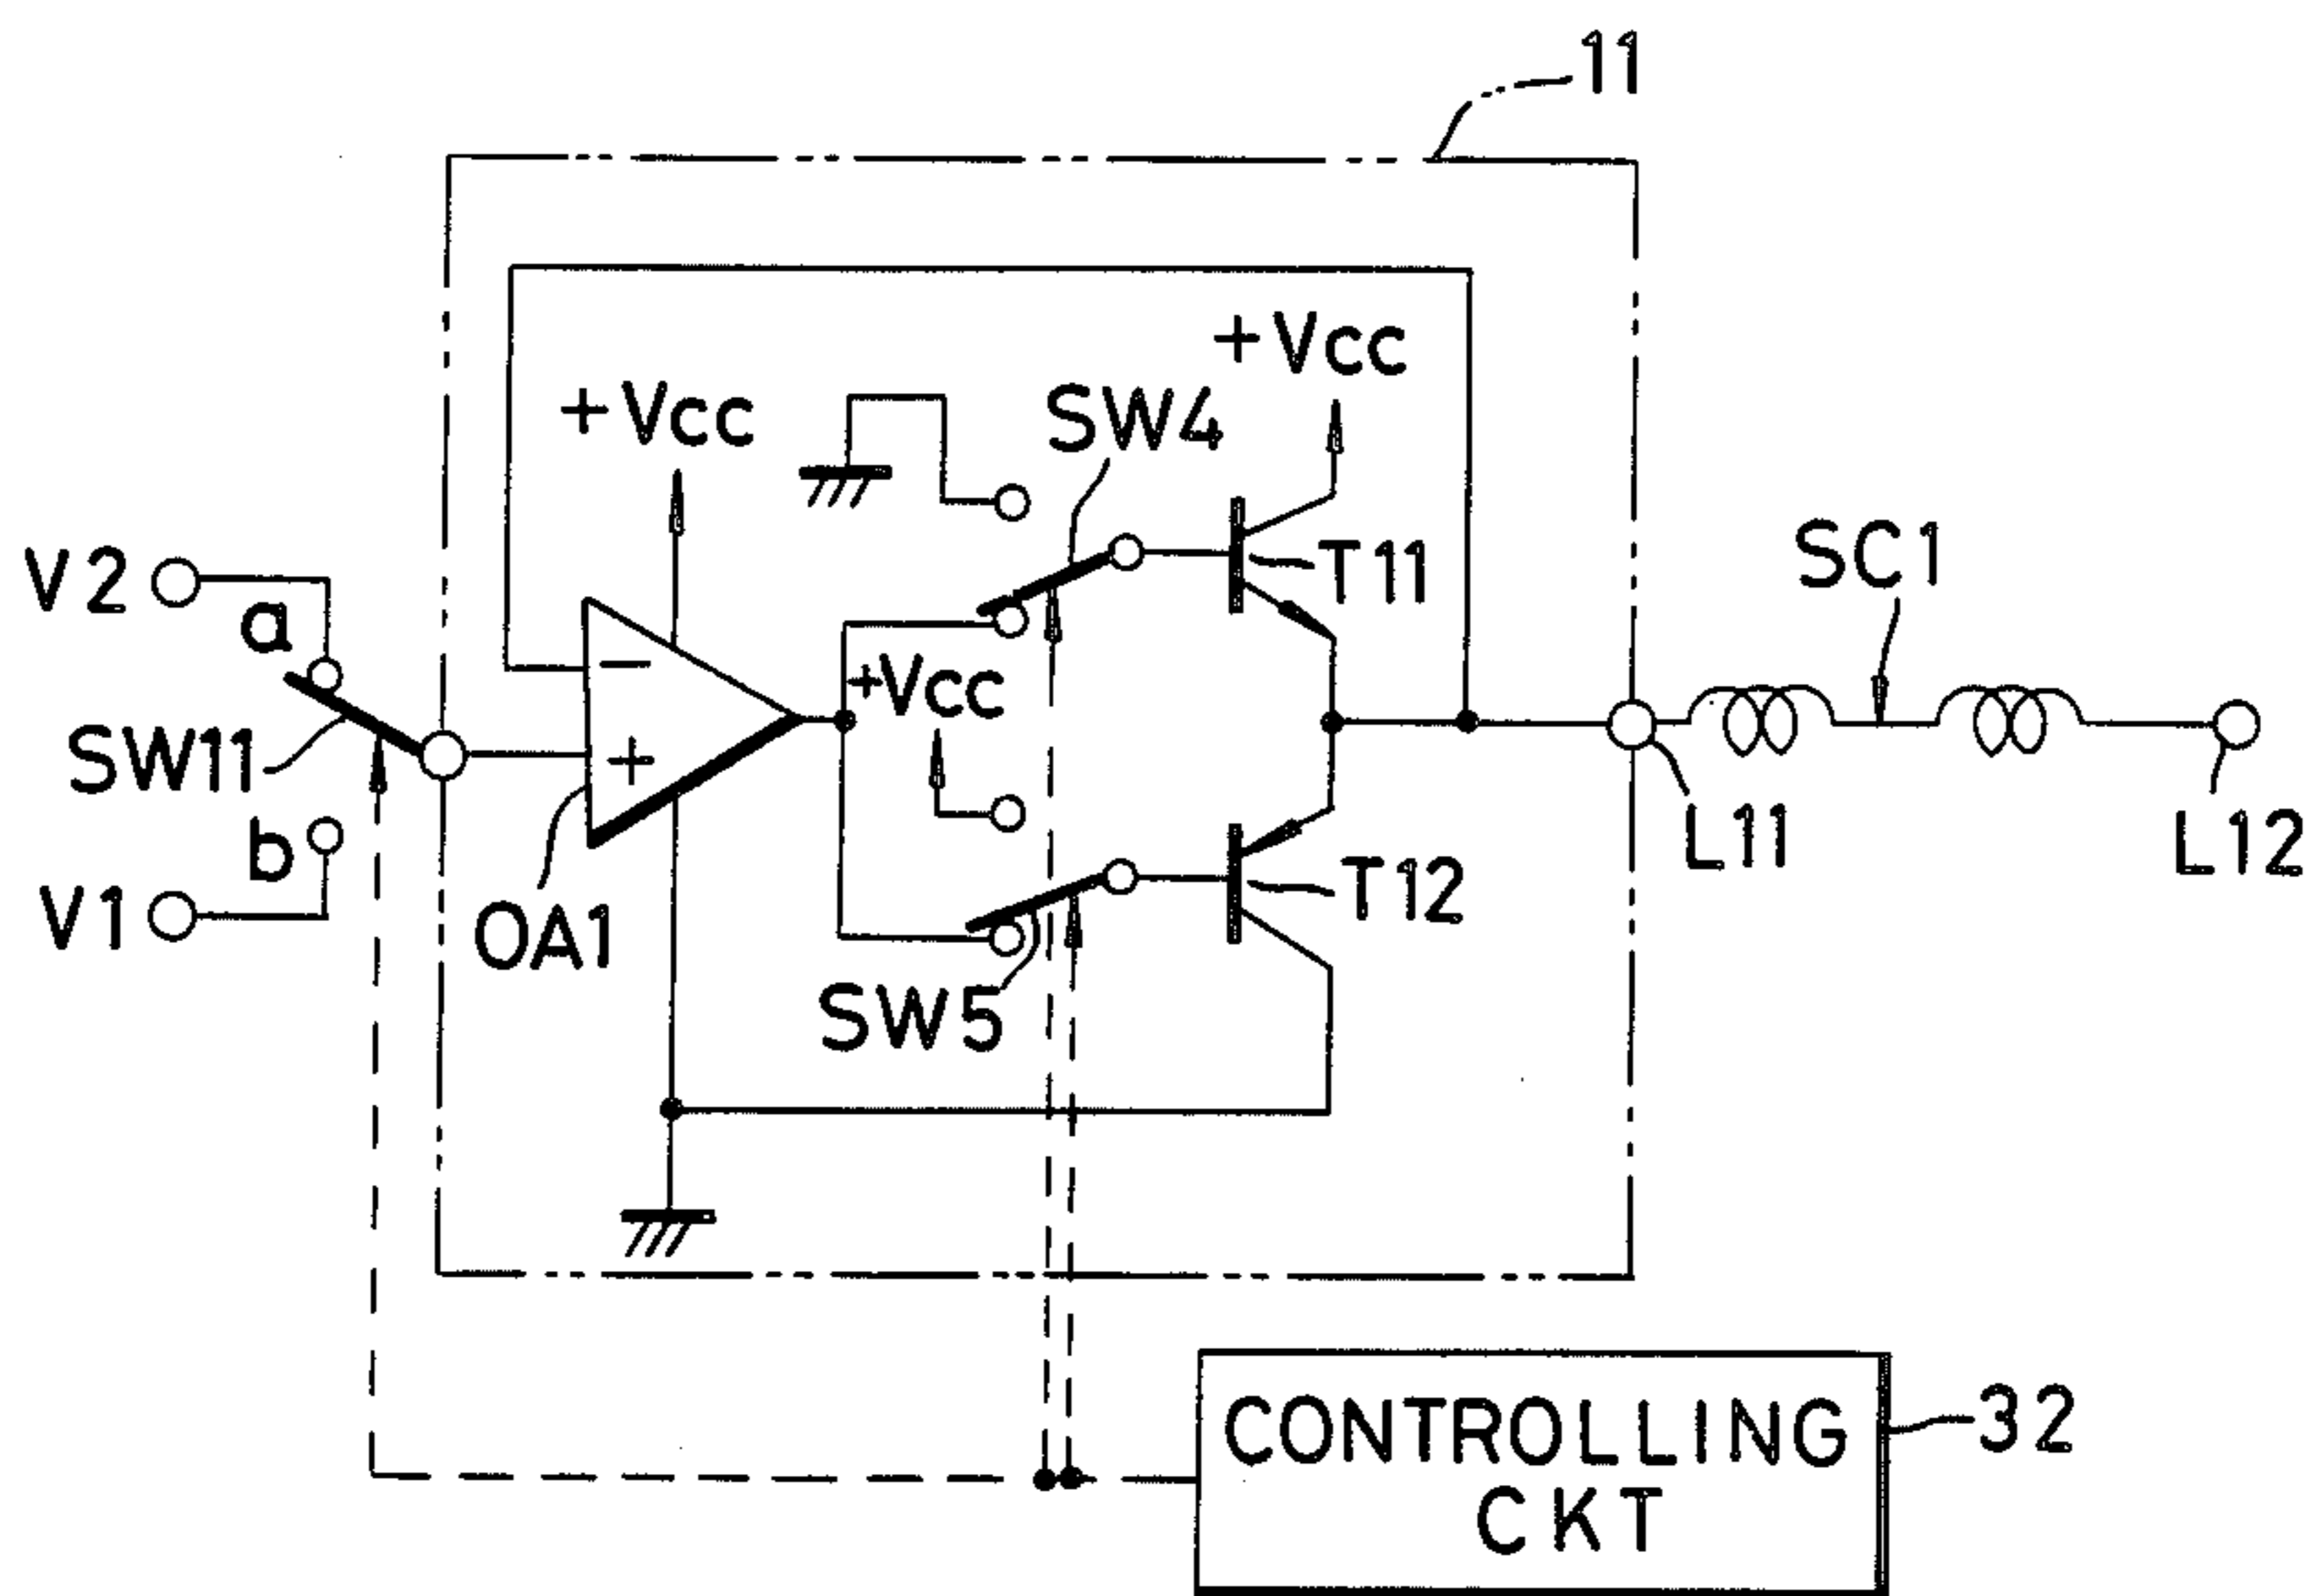 11
+Vcc
+Vcc
SW4
V2
a
SC1
T11
+Vcc
SW11
b
L11
L12
V1
OA1
T12
SW5
CONTROLLING
CKT
32
−
+